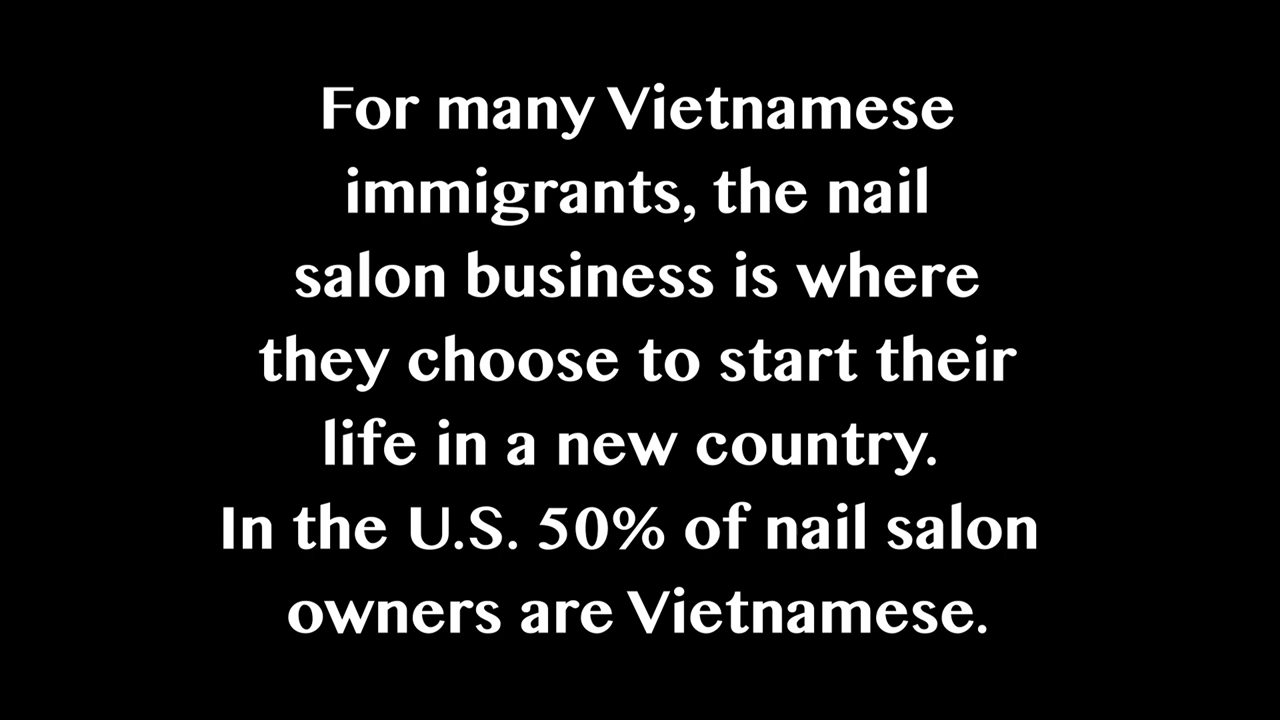 For many Vietnamese
immigrants, the nail
salon business is where
they choose to start their
life in a new country.
In the U.S. 50% of nail salon
owners are Vietnamese.